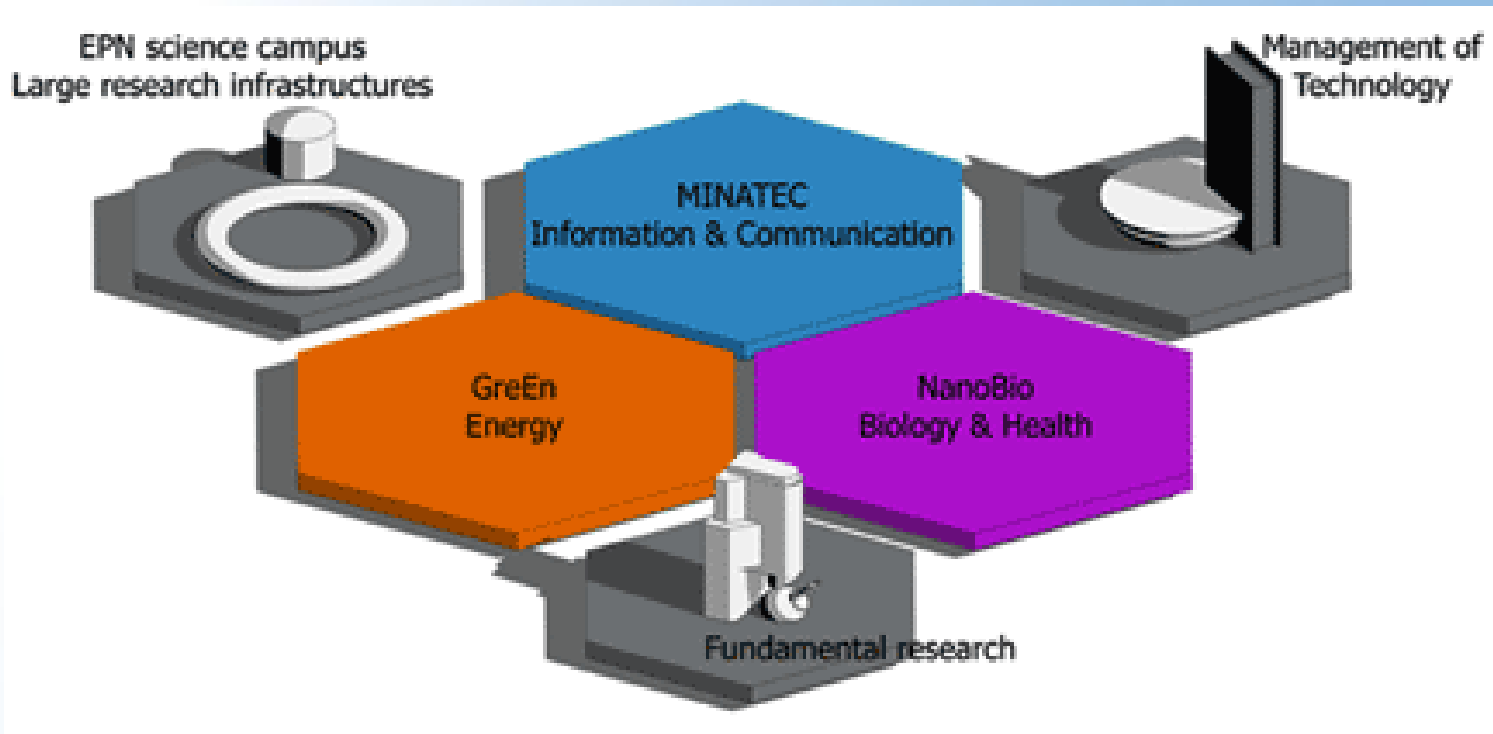 EPN science campus
Large research infrastructures
Management of
Technology
MINATEC
Information & Communication
GreEn
Energy
NanoBio
Biology & Health
Fundamental research